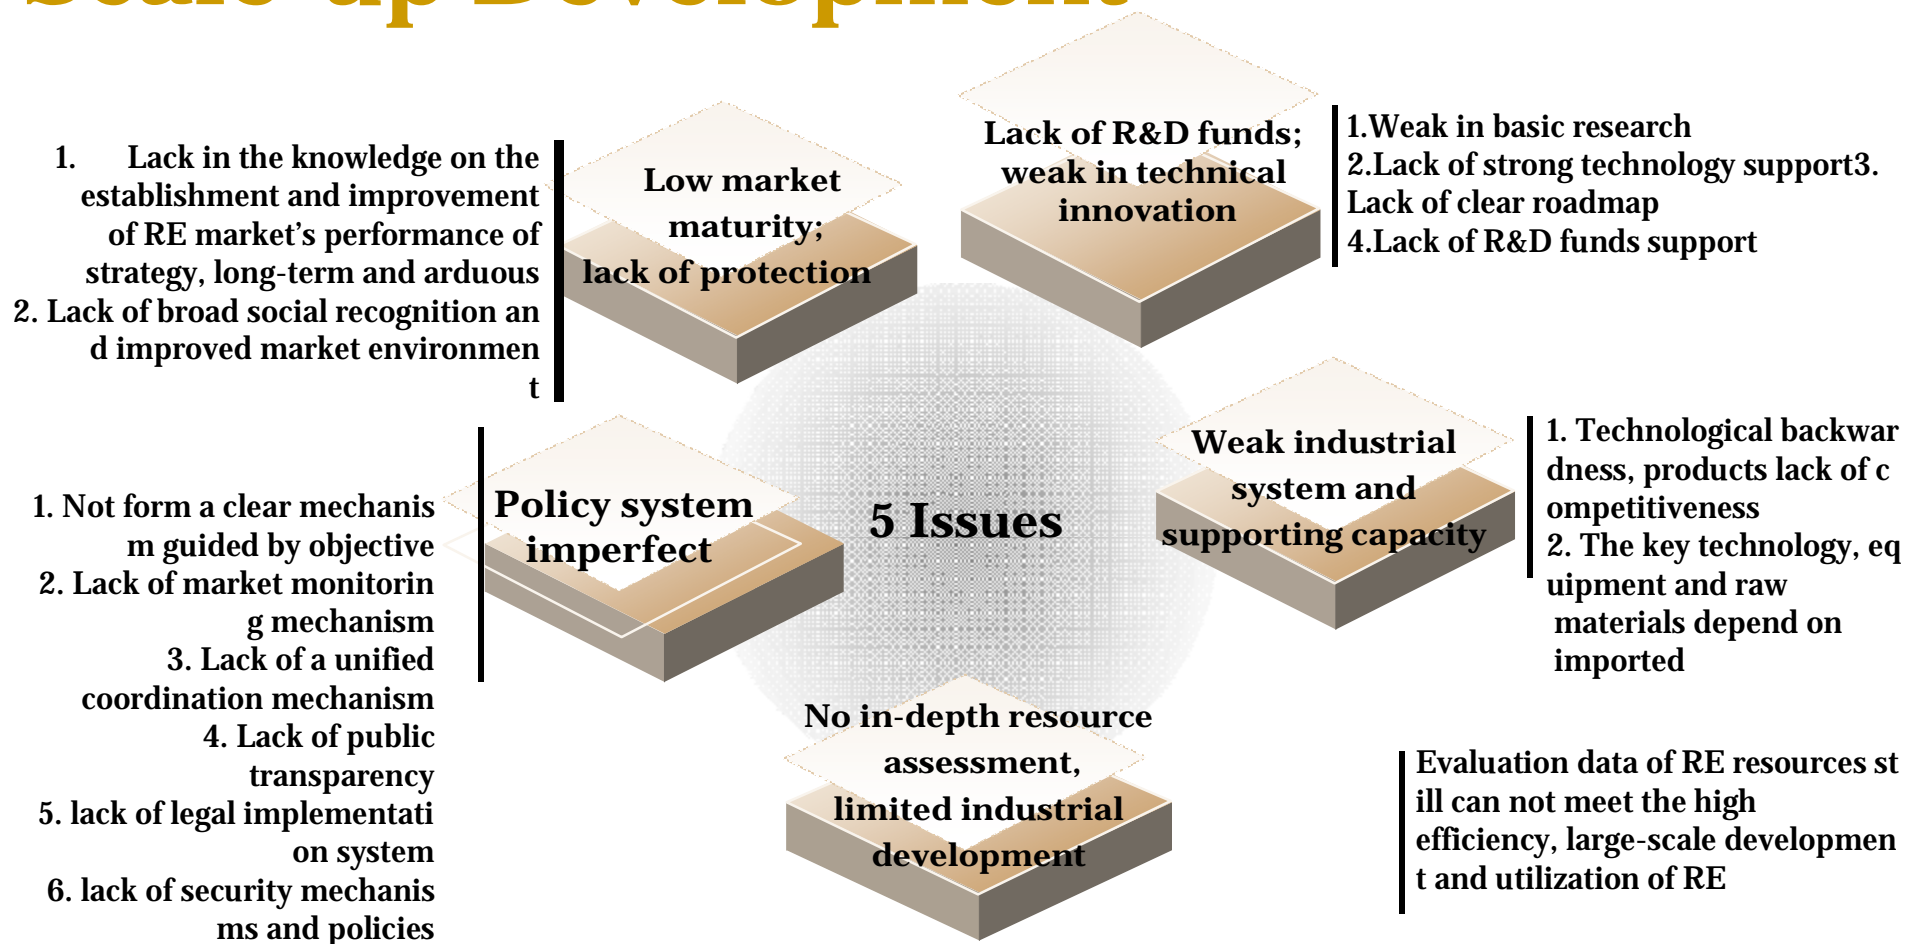 Scale-up Development
1. Lack in the knowledge on the
establishment and improvement
of RE market's performance of
strategy, long-term and arduous
2. Lack of broad social recognition an
d improved market environmen
t
Low market
maturity;
lack of protection
Lack of R&D funds;
weak in technical
innovation
1.Weak in basic research
2.Lack of strong technology support3.
Lack of clear roadmap
4.Lack of R&D funds support
1. Not form a clear mechanis
m guided by objective
2. Lack of market monitorin
g mechanism
3. Lack of a unified
coordination mechanism
4. Lack of public
transparency
5. lack of legal implementati
on system
6. lack of security mechanis
ms and policies
Policy system
imperfect
5 Issues
Weak industrial
system and
supporting capacity
1. Technological backwar
dness, products lack of c
ompetitiveness
2. The key technology, eq
uipment and raw
materials depend on
imported
No in-depth resource
assessment,
limited industrial
development
Evaluation data of RE resources st
ill can not meet the high
efficiency, large-scale developmen
t and utilization of RE